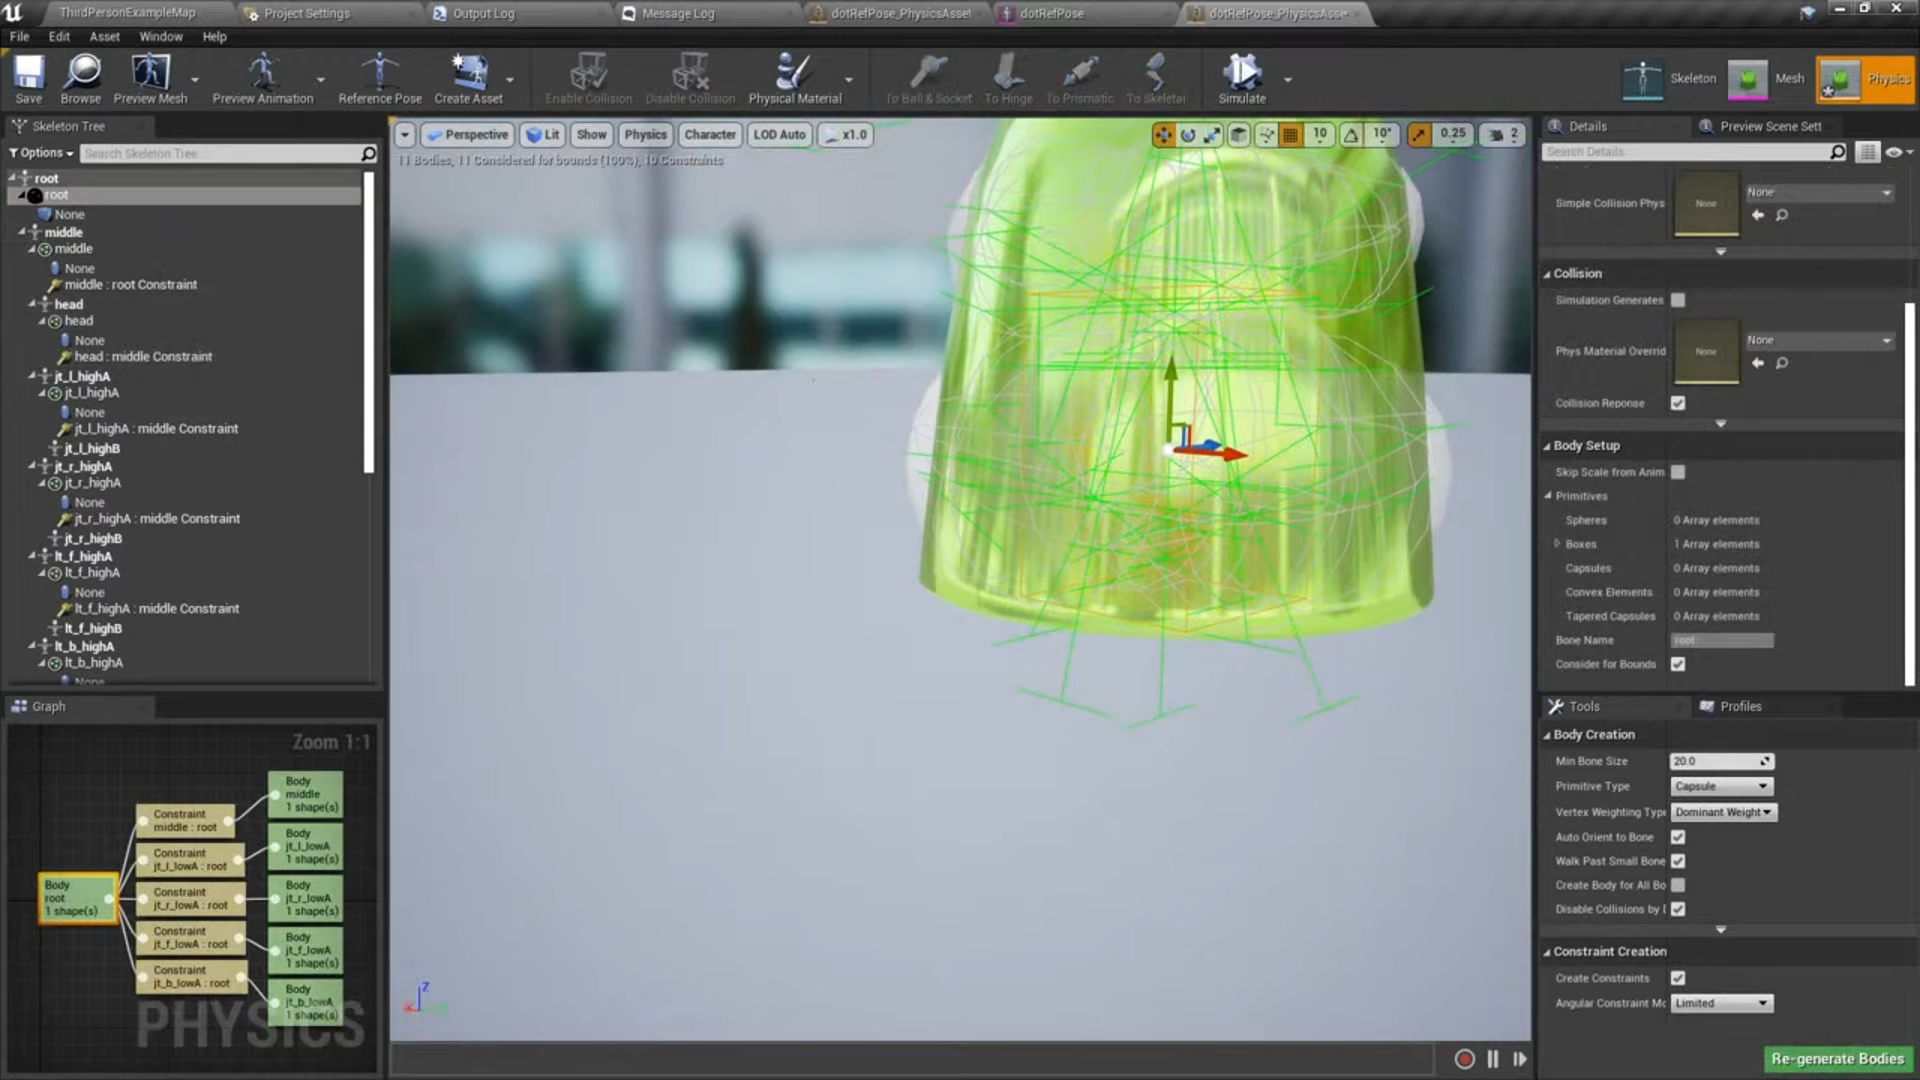 ThirdPersonExampleMap
Project Settings
Output Log
Message Log
dotRefPose_PhysicsAsset
dotRefPose
dotRefPose_PhysicsAsse
File
Edit
Asset
Window
Help
Save
Browse
Preview Mesh
Preview Animation
Reference Pose
Create Asset
Enable Collision
Disable Collision
Physical Material
To Ball & Socket
To Hinge
To Prismatic
To Skeletal
Simulate
Skeleton
Mesh
Physics
Skeleton Tree
Options
Search Skeleton Tree...
root
root
None
middle
middle
None
middle : root Constraint
head
head
None
head : middle Constraint
jt_l_highA
jt_l_highA
None
jt_l_highA : middle Constraint
jt_l_highB
jt_r_highA
jt_r_highA
None
jt_r_highA : middle Constraint
jt_r_highB
lt_f_highA
lt_f_highA
None
lt_f_highA : middle Constraint
lt_f_highB
lt_b_highA
lt_b_highA
None
Perspective
Lit
Show
Physics
Character
LOD Auto
x1.0
10
10°
0.25
2
11 Bodies, 11 Considered for bounds (100%), 10 Constraints
Z
Graph
Zoom 1:1
Body
root
1 shape(s)
Constraint
middle : root
Constraint
jt_l_lowA : root
Constraint
jt_r_lowA : root
Constraint
jt_f_lowA : root
Constraint
jt_b_lowA : root
Body
middle
1 shape(s)
Body
jt_l_lowA
1 shape(s)
Body
jt_r_lowA
1 shape(s)
Body
jt_f_lowA
1 shape(s)
Body
jt_b_lowA
1 shape(s)
PHYSICS
Details
Preview Scene Sett
Search Details
Simple Collision Phys
None
None
Collision
Simulation Generates
Phys Material Overrid
None
None
Collision Reponse
Body Setup
Skip Scale from Anim
Primitives
Spheres
0 Array elements
Boxes
1 Array elements
Capsules
0 Array elements
Convex Elements
0 Array elements
Tapered Capsules
0 Array elements
Bone Name
root
Consider for Bounds
Tools
Profiles
Body Creation
Min Bone Size
20.0
Primitive Type
Capsule
Vertex Weighting Type
Dominant Weight
Auto Orient to Bone
Walk Past Small Bone
Create Body for All Bo
Disable Collisions by D
Constraint Creation
Create Constraints
Angular Constraint Mo
Limited
Re-generate Bodies